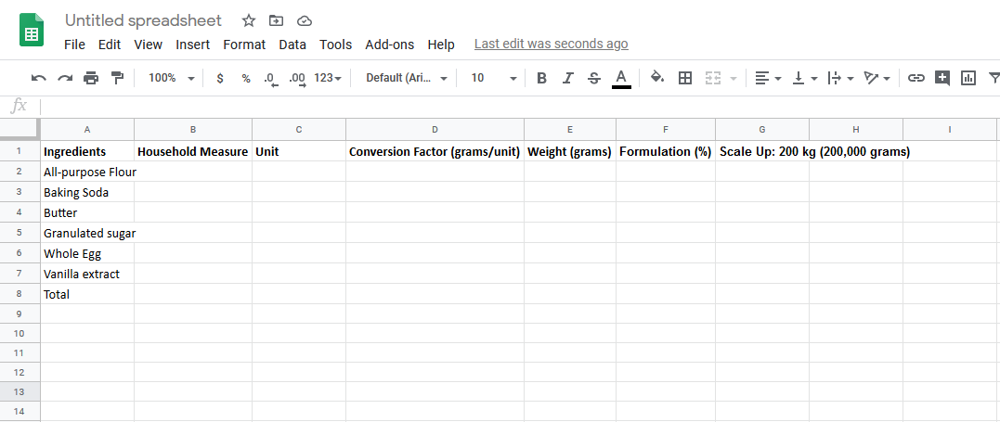 Untitled spreadsheet
File Edit View Insert Format Data Tools Add-ons Help Last edit was seconds ago
100% $ % .0 .00 123 Default (Ari... 10 B I S A
fx
A B C D E F G H I
1 Ingredients Household Measure Unit Conversion Factor (grams/unit) Weight (grams) Formulation (%) Scale Up: 200 kg (200,000 grams)
2 All-purpose Flour
3 Baking Soda
4 Butter
5 Granulated sugar
6 Whole Egg
7 Vanilla extract
8 Total
9
10
11
12
13
14